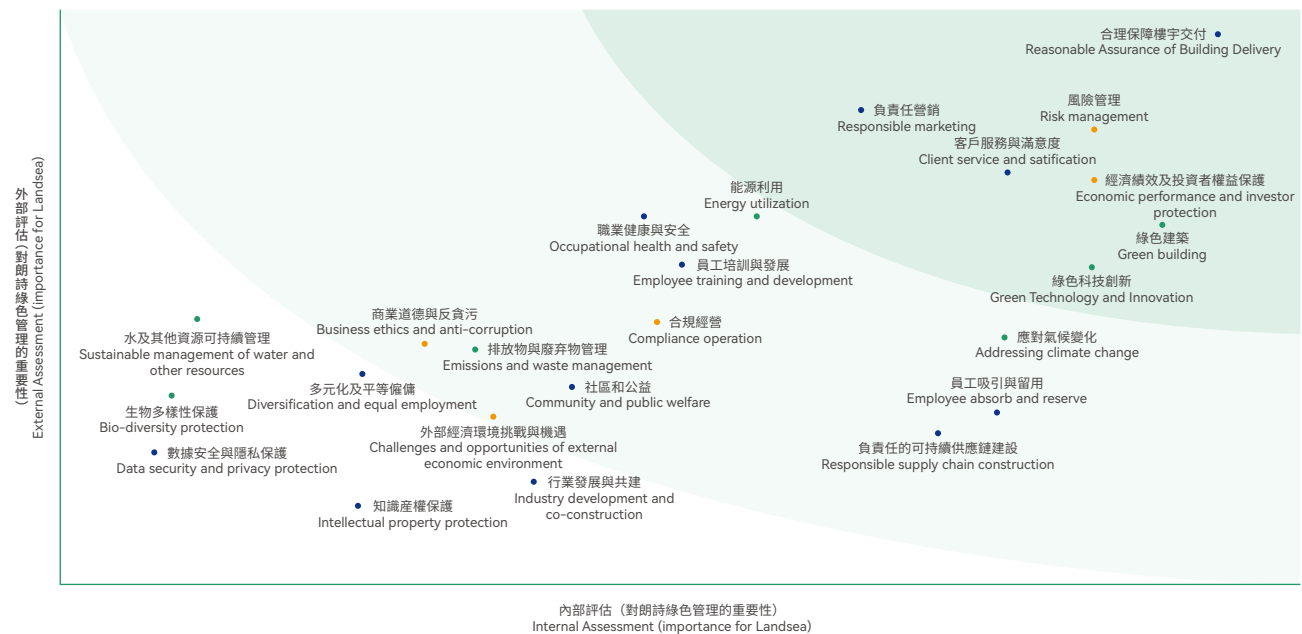 合理保障樓宇交付
Reasonable Assurance of Building Delivery
風險管理
Risk management
負責任營銷
Responsible marketing
客戶服務與滿意度
Client service and satification
經濟績效及投資者權益保護
Economic performance and investor
protection
能源利用
Energy utilization
職業健康與安全
Occupational health and safety
綠色建築
Green building
員工培訓與發展
Employee training and development
綠色科技創新
Green Technology and Innovation
商業道德與反貪污
Business ethics and anti-corruption
合規經營
Compliance operation
水及其他資源可持續管理
Sustainable management of water and
other resources
排放物與廢弃物管理
Emissions and waste management
應對氣候變化
Addressing climate change
多元化及平等僱傭
Diversification and equal employment
社區和公益
Community and public welfare
員工吸引與留用
Employee absorb and reserve
生物多樣性保護
Bio-diversity protection
外部經濟環境挑戰與機遇
Challenges and opportunities of external
economic environment
數據安全與隱私保護
Data security and privacy protection
負責任的可持續供應鏈建設
Responsible supply chain construction
行業發展與共建
Industry development and
co-construction
知識產權保護
Intellectual property protection
外部評估（對朗詩綠色管理的重要性）
External Assessment (importance for Landsea)
內部評估（對朗詩綠色管理的重要性）
Internal Assessment (importance for Landsea)